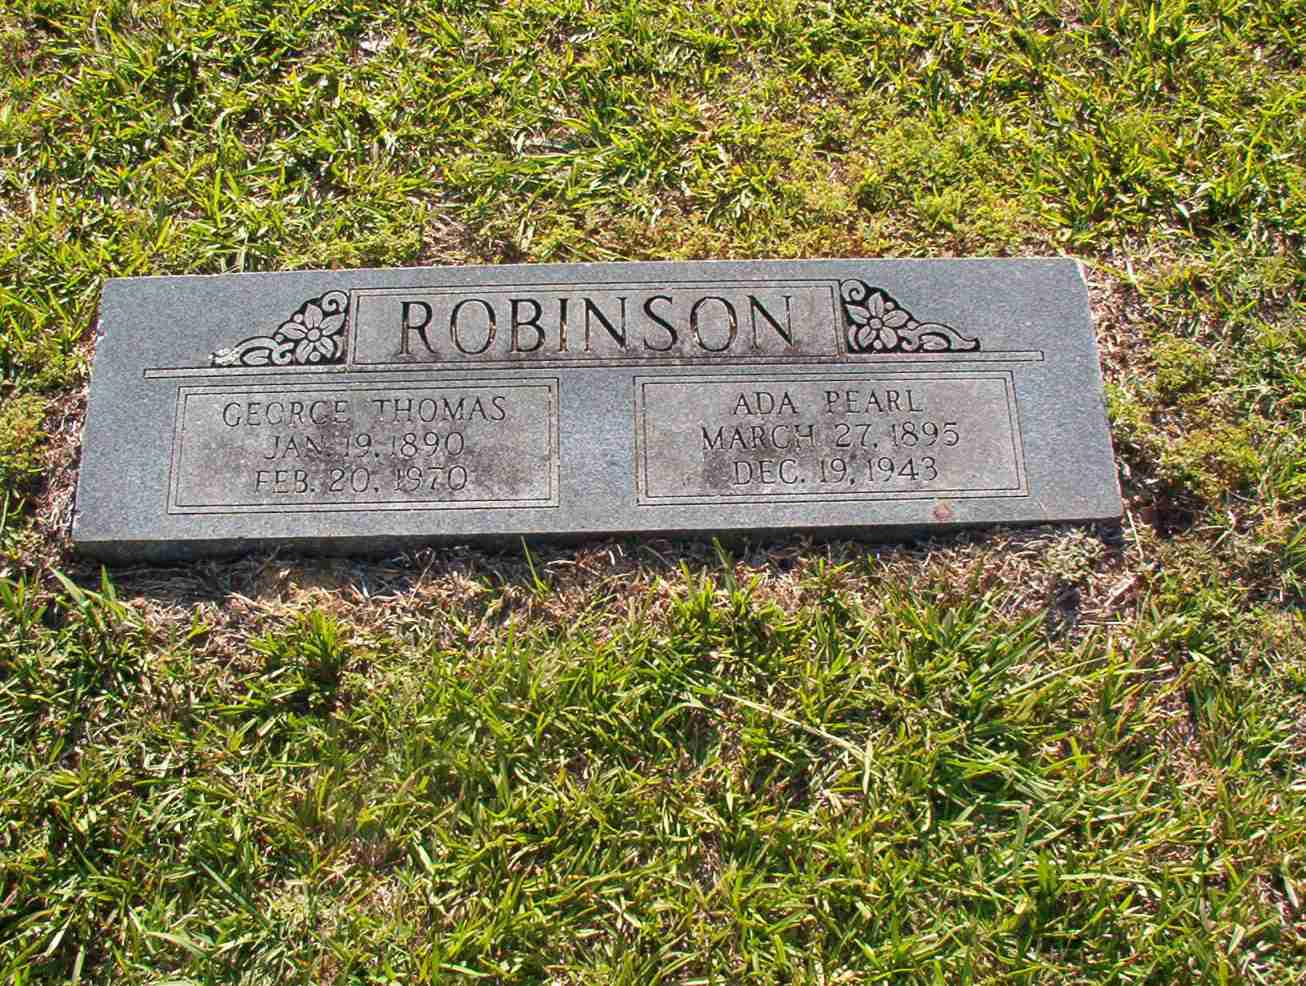 ROBINSON
GEORGE THOMAS
JAN. 19, 1890
FEB. 20, 1970
ADA PEARL
MARCH 27, 1895
DEC. 19, 1943